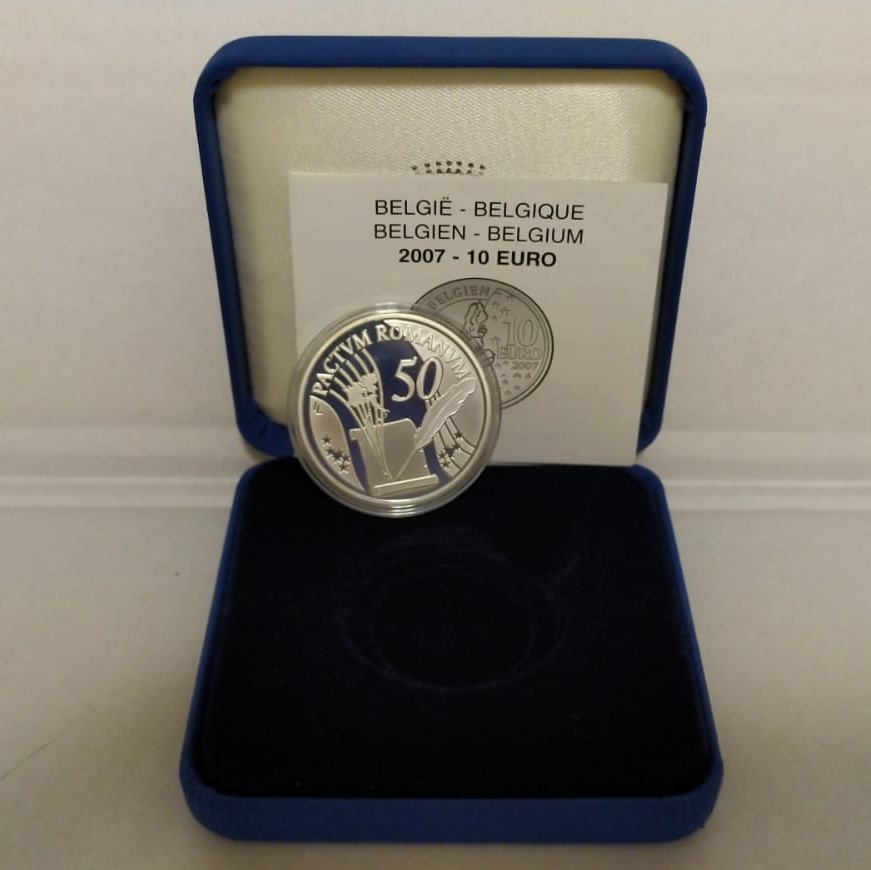 BELGIË - BELGIQUE
BELGIEN - BELGIUM
2007 - 10 EURO
BELGIEN
10
EURO
2007
PACTVM ROMANVM
50